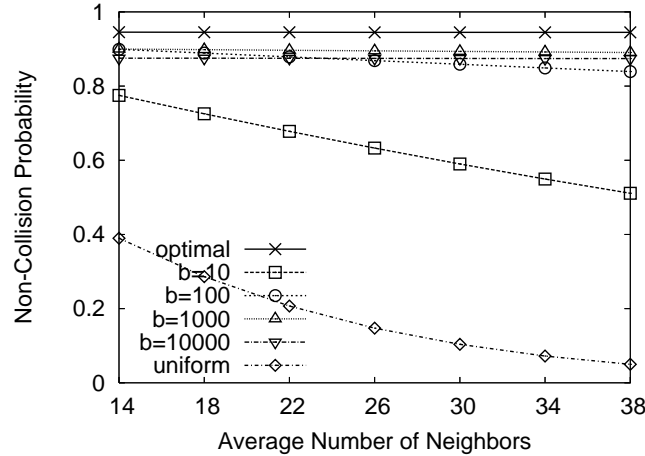 1
0.8
0.6
0.4
0.2
0
Non-Collision Probability
optimal
b=10
b=100
b=1000
b=10000
uniform
14 18 22 26 30 34 38
Average Number of Neighbors